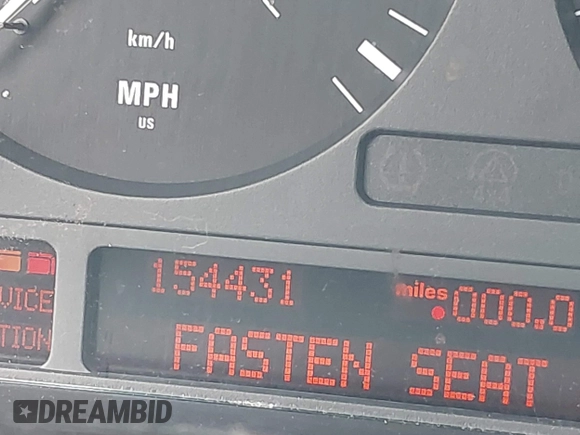 km/h
MPH
US
154431 miles 000.0
VICE
TION
FASTEN SEAT
DREAMBID